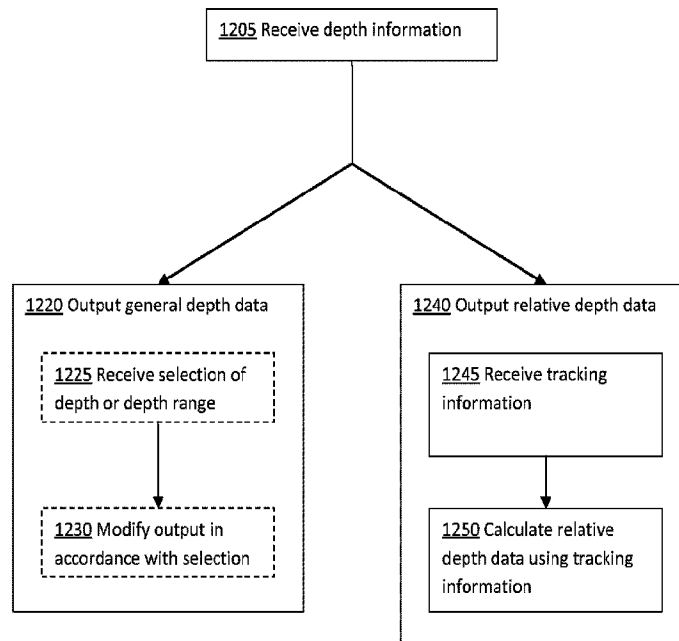 1205 Receive depth information
1220 Output general depth data
1225 Receive selection of
depth or depth range
1230 Modify output in
accordance with selection
1240 Output relative depth data
1245 Receive tracking
information
1250 Calculate relative
depth data using tracking
information